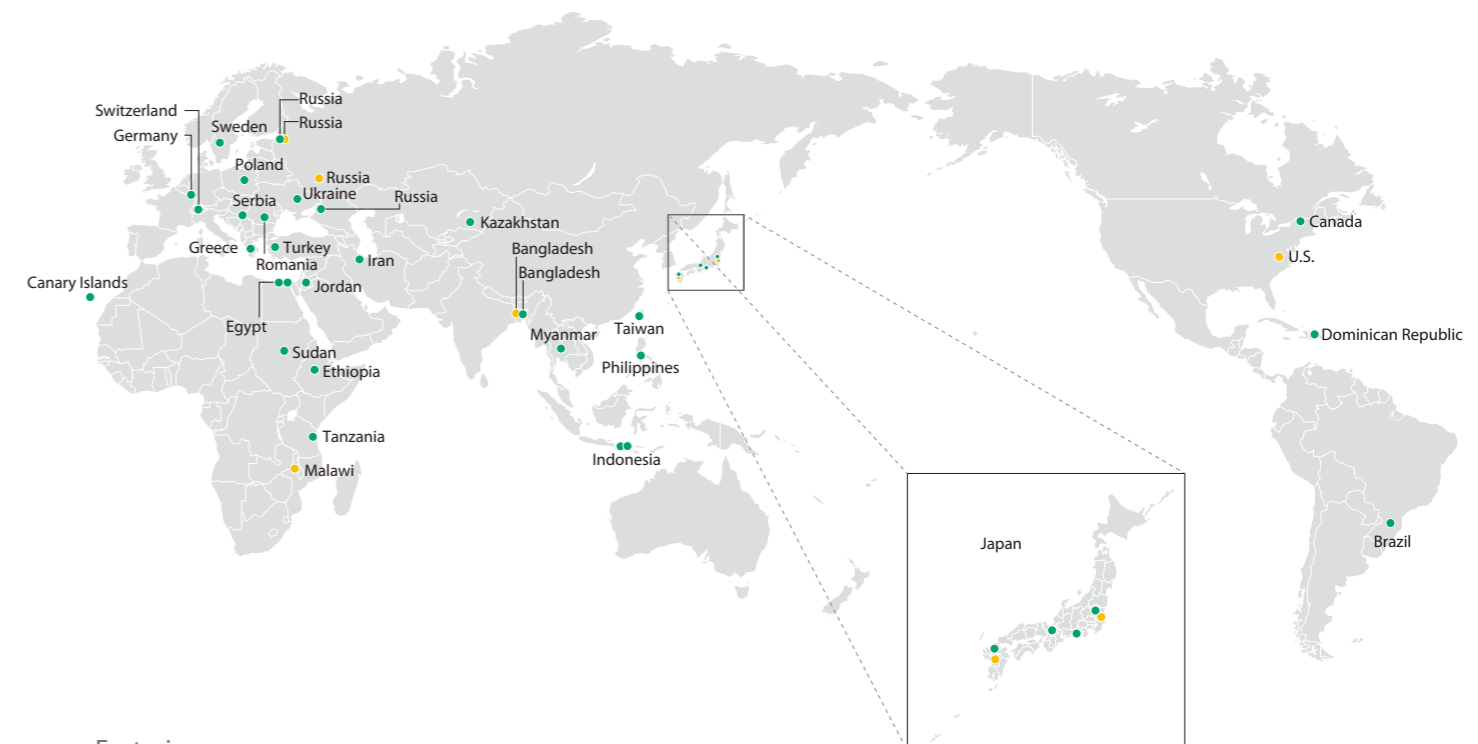 Russia
Switzerland
Russia
Sweden
Germany
Poland
Russia
Ukraine
Russia
Serbia
Kazakhstan
Canada
Greece
Turkey
Bangladesh
U.S.
Romania
Iran
Bangladesh
Canary Islands
Jordan
Egypt
Taiwan
Myanmar
Dominican Republic
Sudan
Philippines
Ethiopia
Tanzania
Indonesia
Malawi
Japan
Brazil